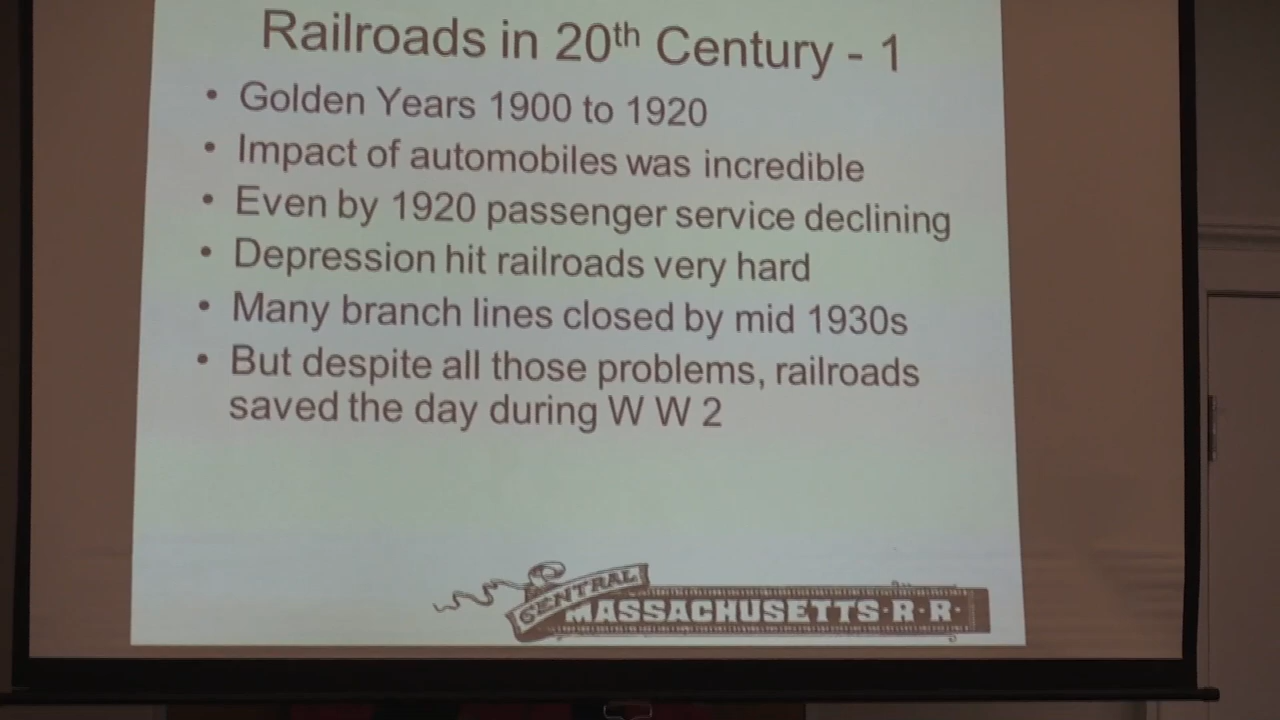 Railroads in 20th Century - 1
• Golden Years 1900 to 1920
• Impact of automobiles was incredible
• Even by 1920 passenger service declining
• Depression hit railroads very hard
• Many branch lines closed by mid 1930s
• But despite all those problems, railroads
saved the day during W W 2
CENTRAL
MASSACHUSETTS·R·R·